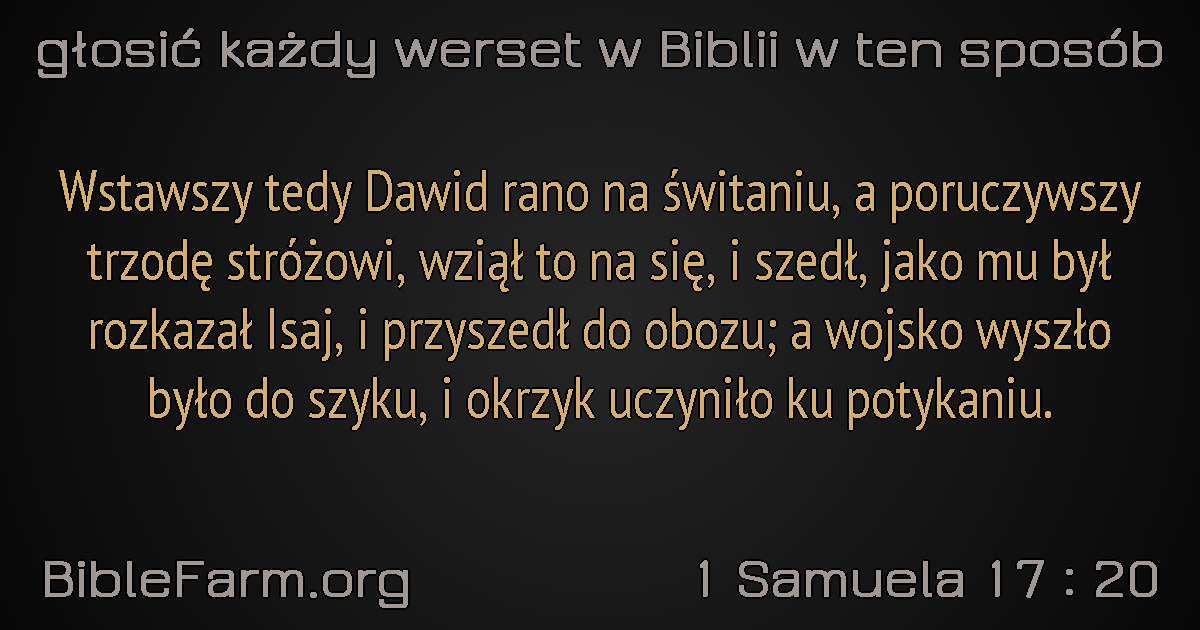 głosić każdy werset w Biblii w ten sposób
Wstawszy tedy Dawid rano na świtaniu, a poruczywszy
trzodę stróżowi, wziął to na się, i szedł, jako mu był
rozkazał Isaj, i przyszedł do obozu; a wojsko wyszło
było do szyku, i okrzyk uczyniło ku potykaniu.
BibleFarm.org
1 Samuela 17 : 20